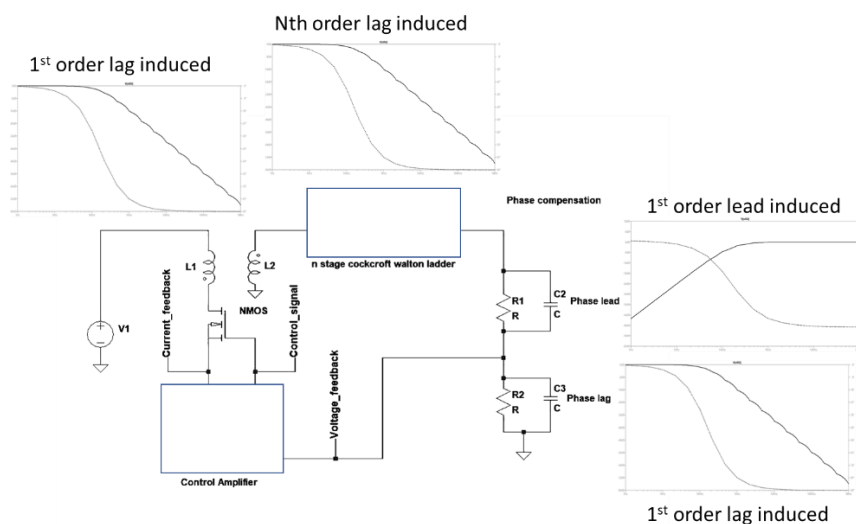 Nth order lag induced
1st order lag induced
Phase compensation
1st order lead induced
L1
L2
n stage cockcroft walton ladder
Current_feedback
NMOS
Control_signal
V1
R1
R
C2
C
Phase lead
Voltage_feedback
R2
R
C3
C
Phase lag
Control Amplifier
1st order lag induced